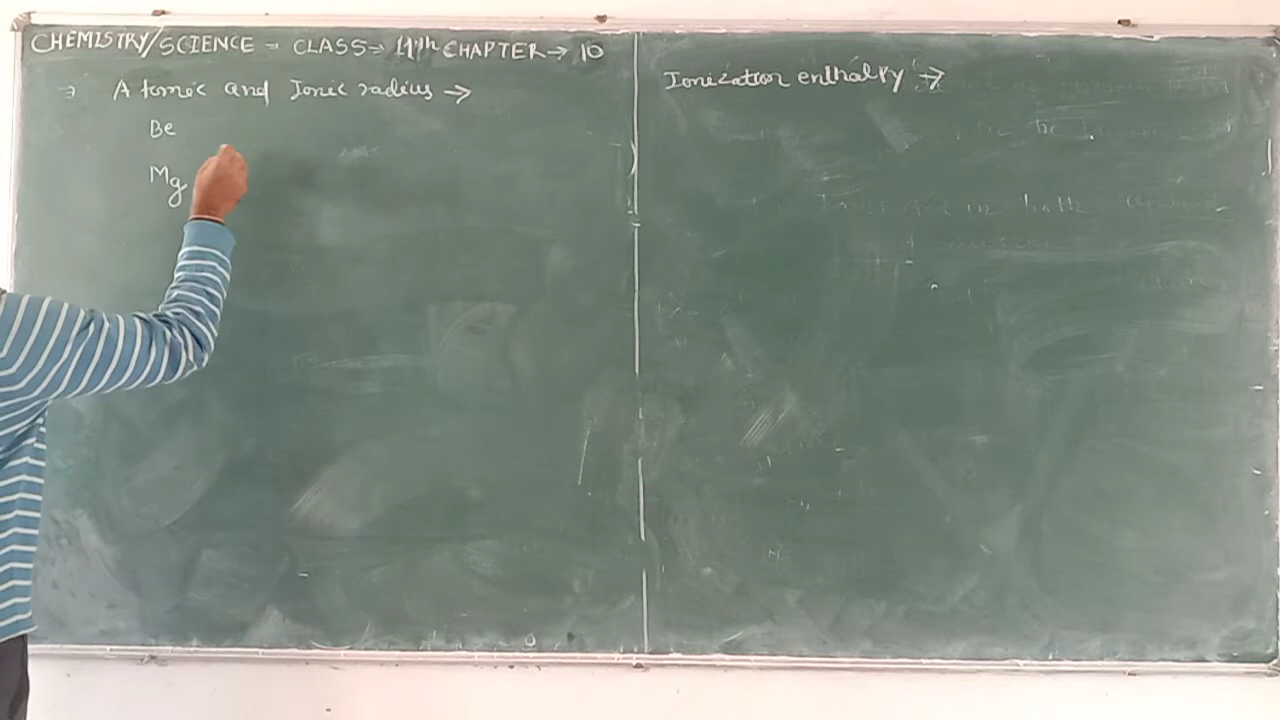 CHEMISTRY/SCIENCE = CLASS → 11th CHAPTER → 10
⇒ Atomic and Ionic radius →
Be
Mg
Ionization enthalpy →